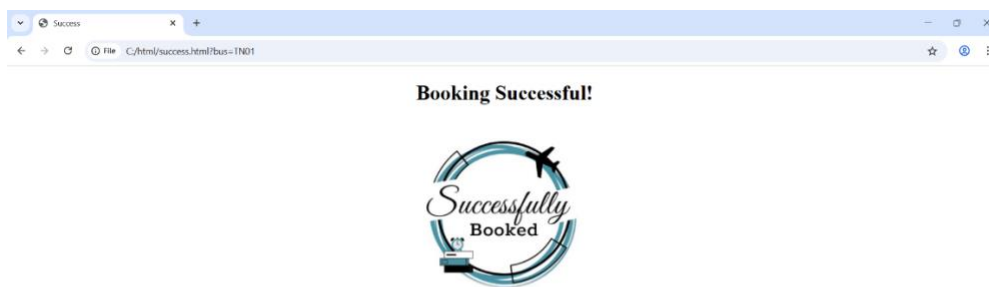 Success
File C:/html/success.html?bus=TN01
Booking Successful!
Successfully
Booked